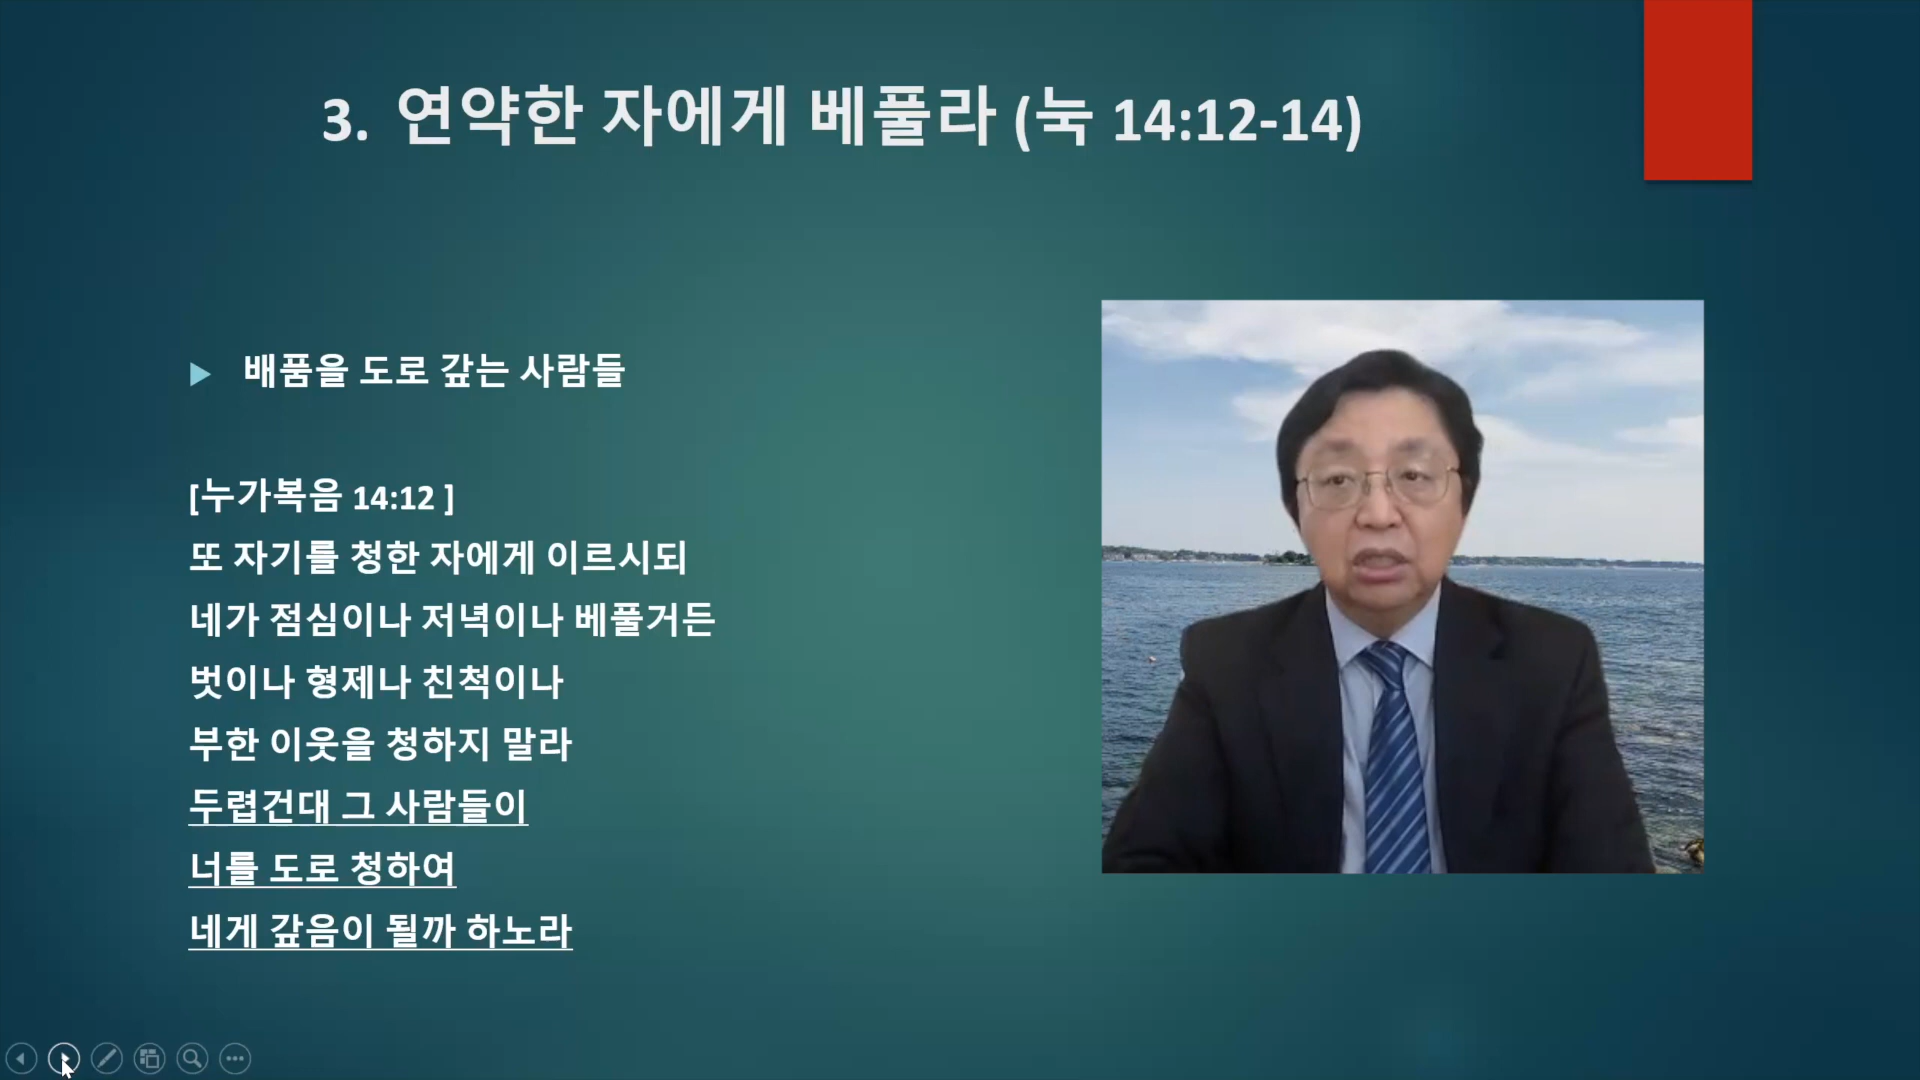 3. 연약한 자에게 베풀라 (눅 14:12-14)
배품을 도로 갚는 사람들
[누가복음 14:12 ]
또 자기를 청한 자에게 이르시되
네가 점심이나 저녁이나 베풀거든
벗이나 형제나 친척이나
부한 이웃을 청하지 말라
두렵건대 그 사람들이
너를 도로 청하여
네게 갚음이 될까 하노라